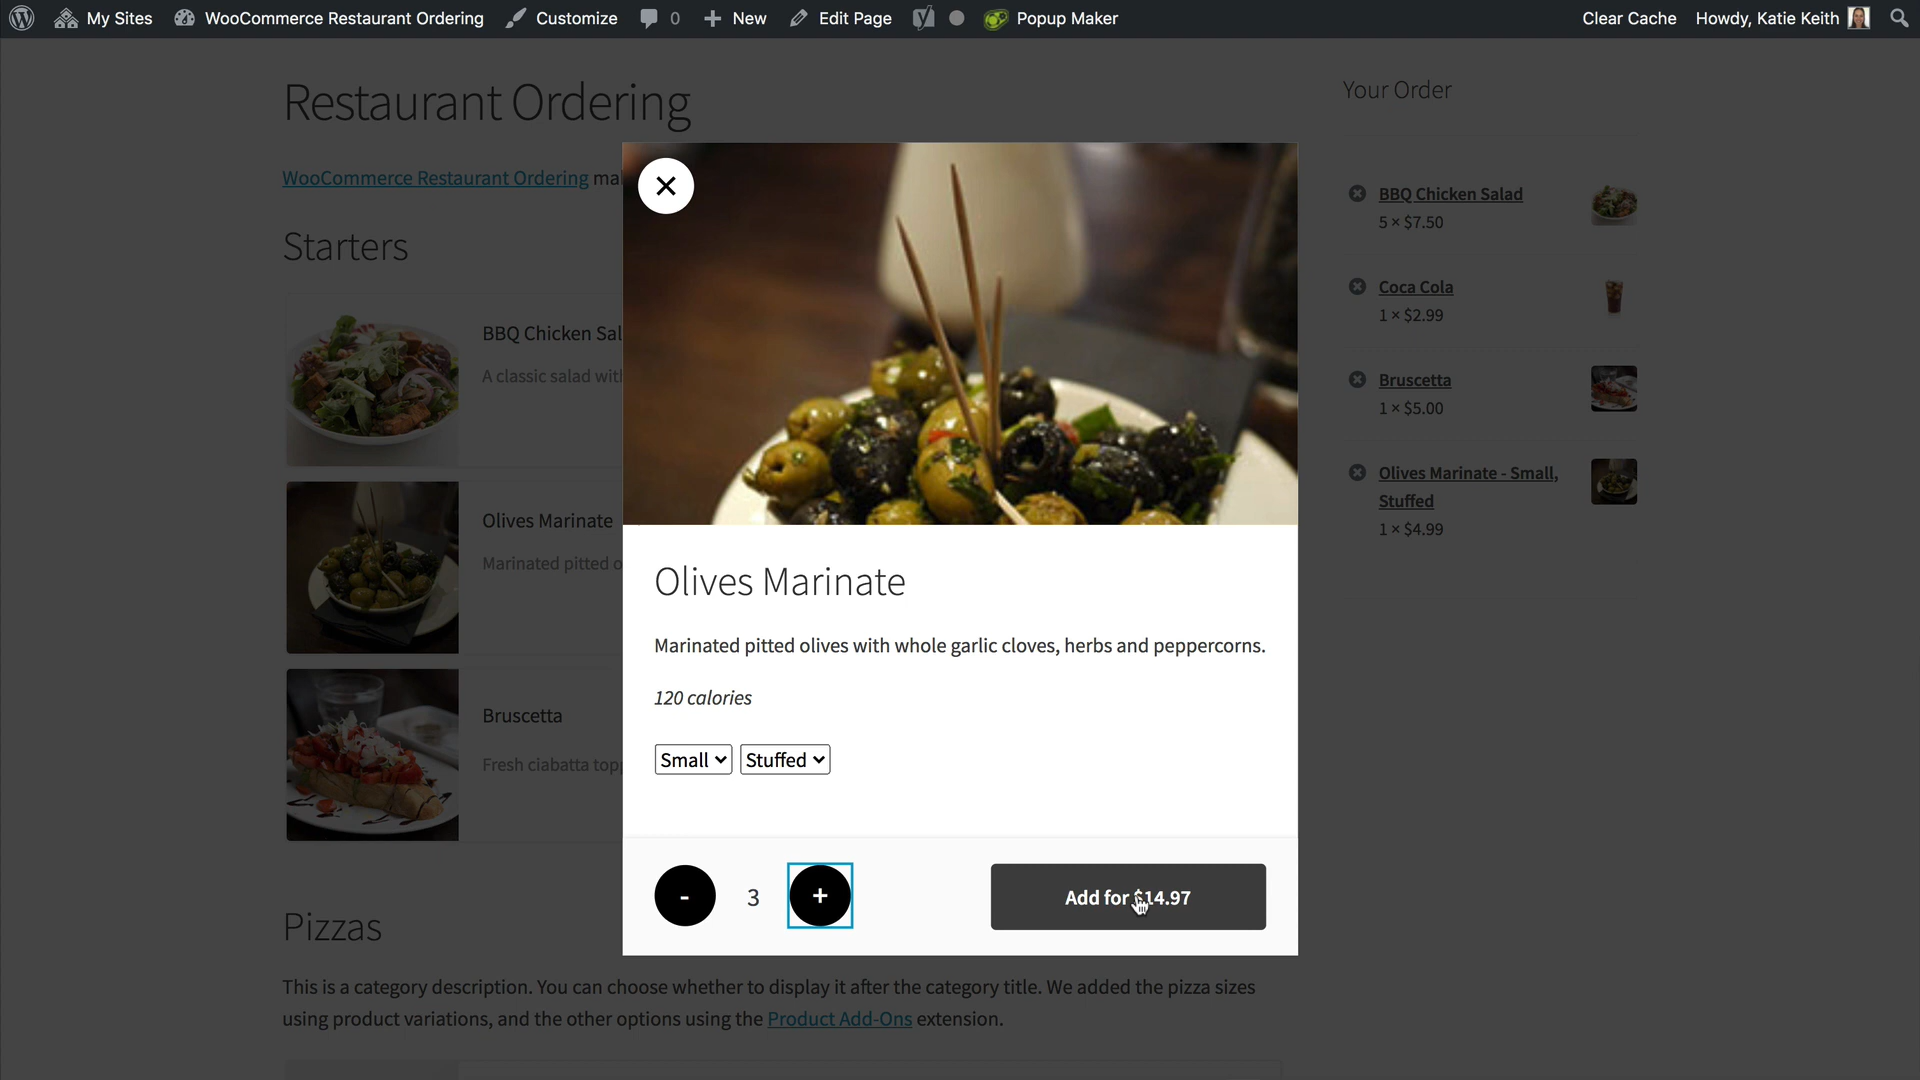 My Sites WooCommerce Restaurant Ordering Customize 0 New Edit Page Popup Maker Clear Cache Howdy, Katie Keith
Restaurant Ordering
WooCommerce Restaurant Ordering
Starters
BBQ Chicken Sal
A classic salad with
Olives Marinate
Marinated pitted o
Bruscetta
Fresh ciabatta topp
Pizzas
This is a category description. You can choose whether to display it after the category title. We added the pizza sizes
using product variations, and the other options using the Product Add-Ons extension.
Olives Marinate
Marinated pitted olives with whole garlic cloves, herbs and peppercorns.
120 calories
Small Stuffed
- 3 +
Add for $14.97
Your Order
BBQ Chicken Salad
5 × $7.50
Coca Cola
1 × $2.99
Bruscetta
1 × $5.00
Olives Marinate - Small,
Stuffed
1 × $4.99